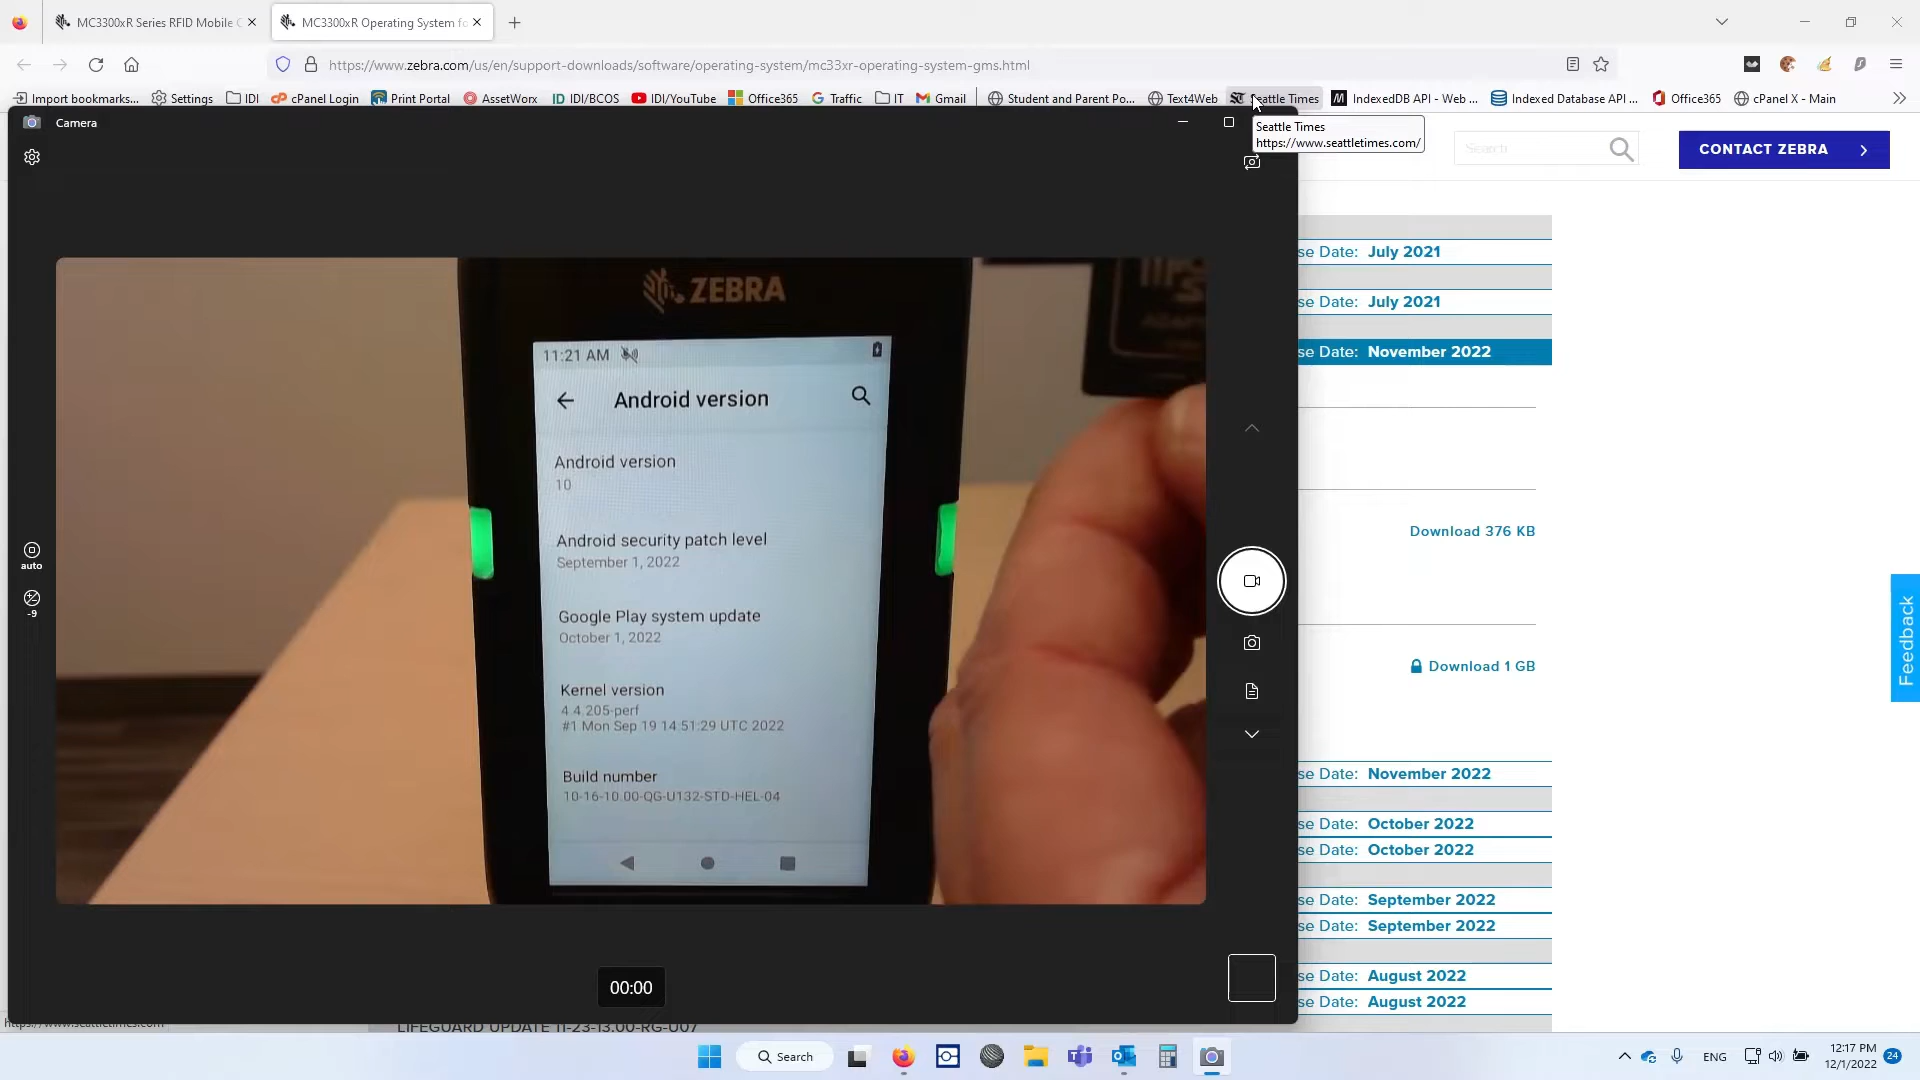 MC3300xR Series RFID Mobile C
MC3300xR Operating System fo
https://www.zebra.com/us/en/support-downloads/software/operating-system/mc33xr-operating-system-gms.html
Import bookmarks...
Settings
IDI
cPanel Login
Print Portal
AssetWorx
IDI/BCOS
IDI/YouTube
Office365
Traffic
IT
Gmail
Student and Parent Po...
Text4Web
Seattle Times
IndexedDB API - Web ...
Indexed Database API ...
Office365
cPanel X - Main
Camera
Seattle Times
https://www.seattletimes.com/
Search
CONTACT ZEBRA
ZEBRA
11:21 AM
Android version
Android version
10
Android security patch level
September 1, 2022
Google Play system update
October 1, 2022
Kernel version
4.4.205-perf
#1 Mon Sep 19 14:51:29 UTC 2022
Build number
10-16-10.00-QG-U132-STD-HEL-04
auto
-9
00:00
se Date: July 2021
se Date: July 2021
se Date: November 2022
Download 376 KB
Download 1 GB
se Date: November 2022
se Date: October 2022
se Date: October 2022
se Date: September 2022
se Date: September 2022
se Date: August 2022
se Date: August 2022
Feedback
LIFEGUARD UPDATE 11-23-13.00-RG-U07
Search
ENG
12:17 PM
12/1/2022
24